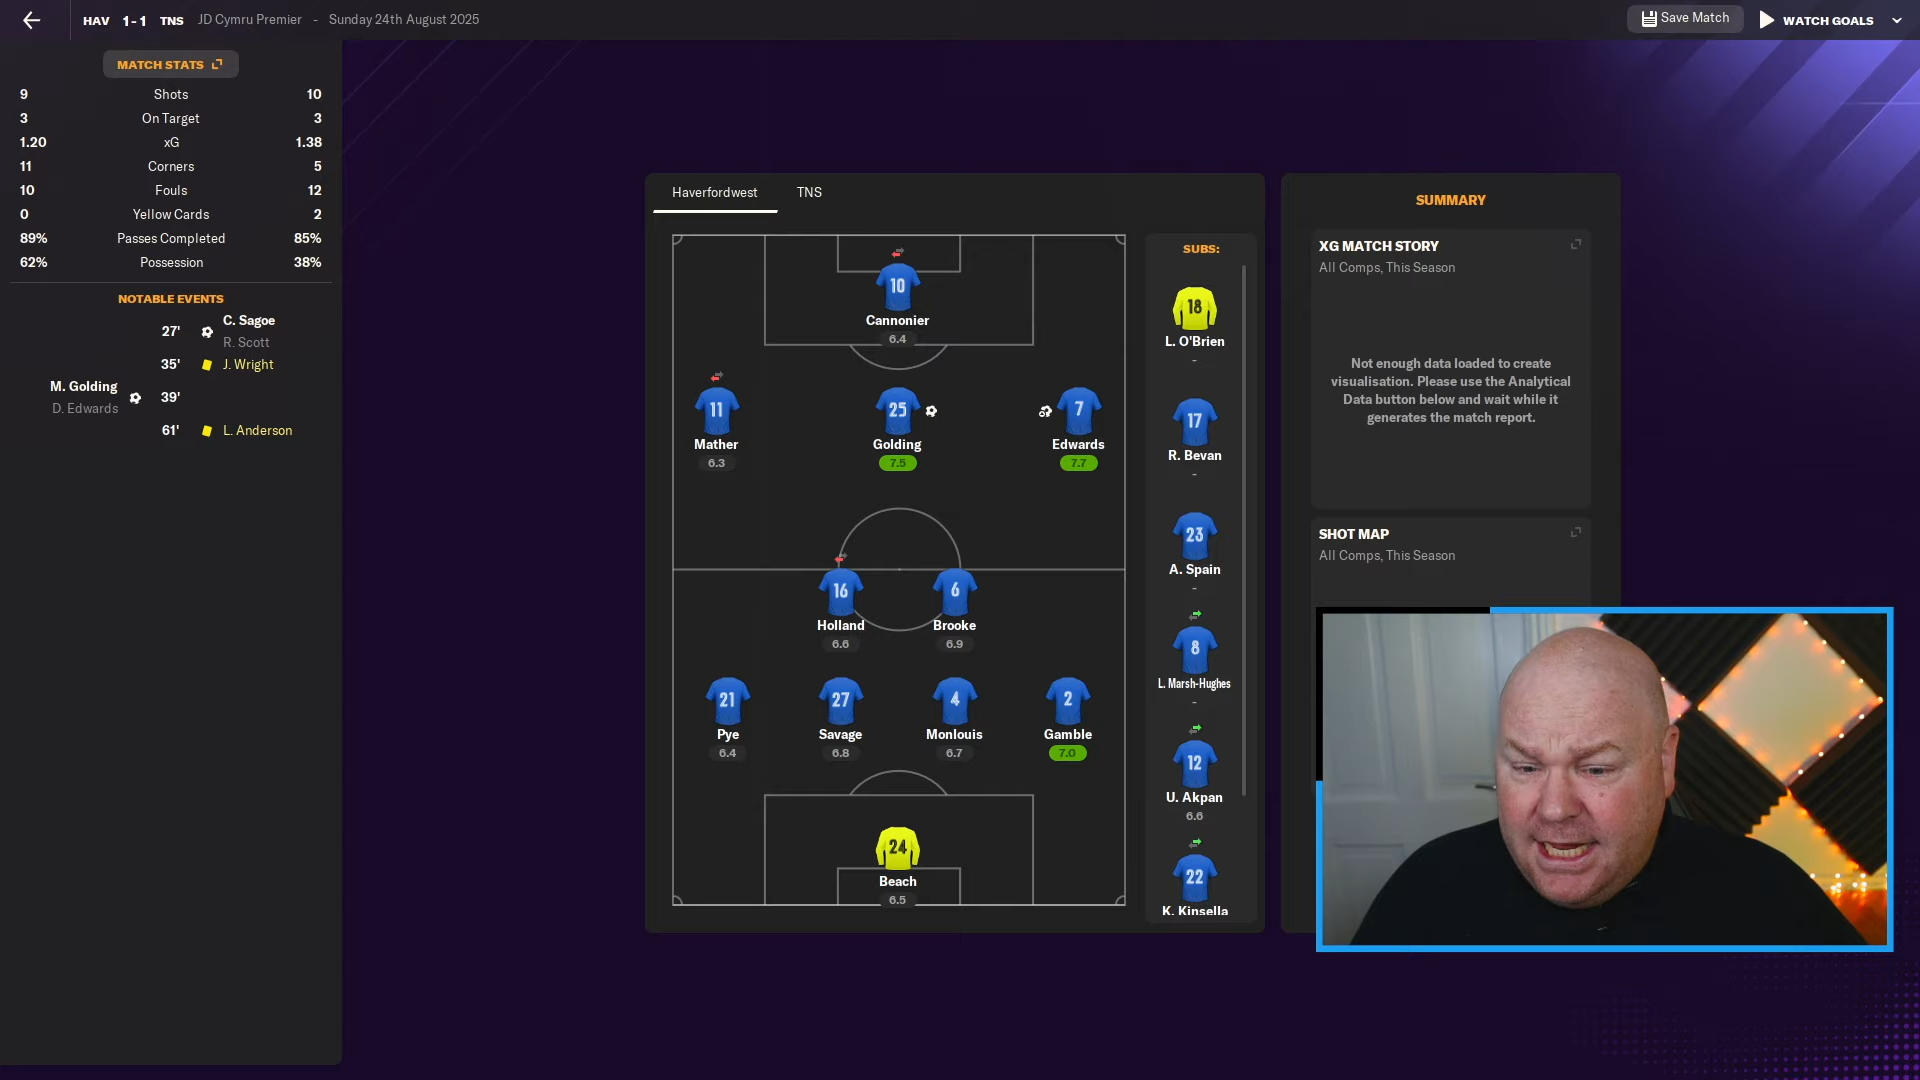 HAV 1-1 TNS JD Cymru Premier - Sunday 24th August 2025
Save Match
WATCH GOALS
MATCH STATS
9 Shots 10
3 On Target 3
1.20 xG 1.38
11 Corners 5
10 Fouls 12
0 Yellow Cards 2
89% Passes Completed 85%
62% Possession 38%
NOTABLE EVENTS
27' C. Sagoe
R. Scott
35' J. Wright
M. Golding 39'
D. Edwards
61' L. Anderson
Haverfordwest TNS
10
Cannonier
6.4
11 25 7
Mather Golding Edwards
6.3 7.5 7.7
16 6
Holland Brooke
6.6 6.9
21 27 4 2
Pye Savage Monlouis Gamble
6.4 6.8 6.7 7.0
24
Beach
6.5
SUBS:
18
L. O'Brien
-
17
R. Bevan
-
23
A. Spain
-
8
L. Marsh-Hughes
-
12
U. Akpan
6.6
22
K. Kinsella
SUMMARY
XG MATCH STORY
All Comps, This Season
Not enough data loaded to create
visualisation. Please use the Analytical
Data button below and wait while it
generates the match report.
SHOT MAP
All Comps, This Season